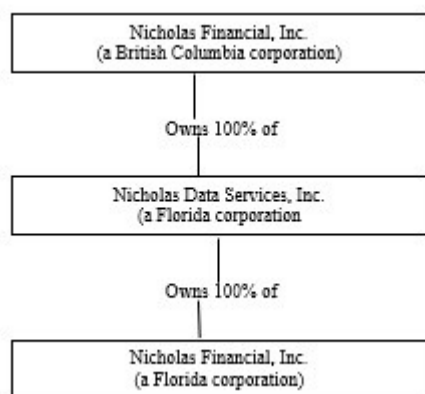 Nicholas Financial, Inc.
(a British Columbia corporation)
Owns 100% of
Nicholas Data Services, Inc.
(a Florida corporation
Owns 100% of
Nicholas Financial, Inc.
(a Florida corporation)